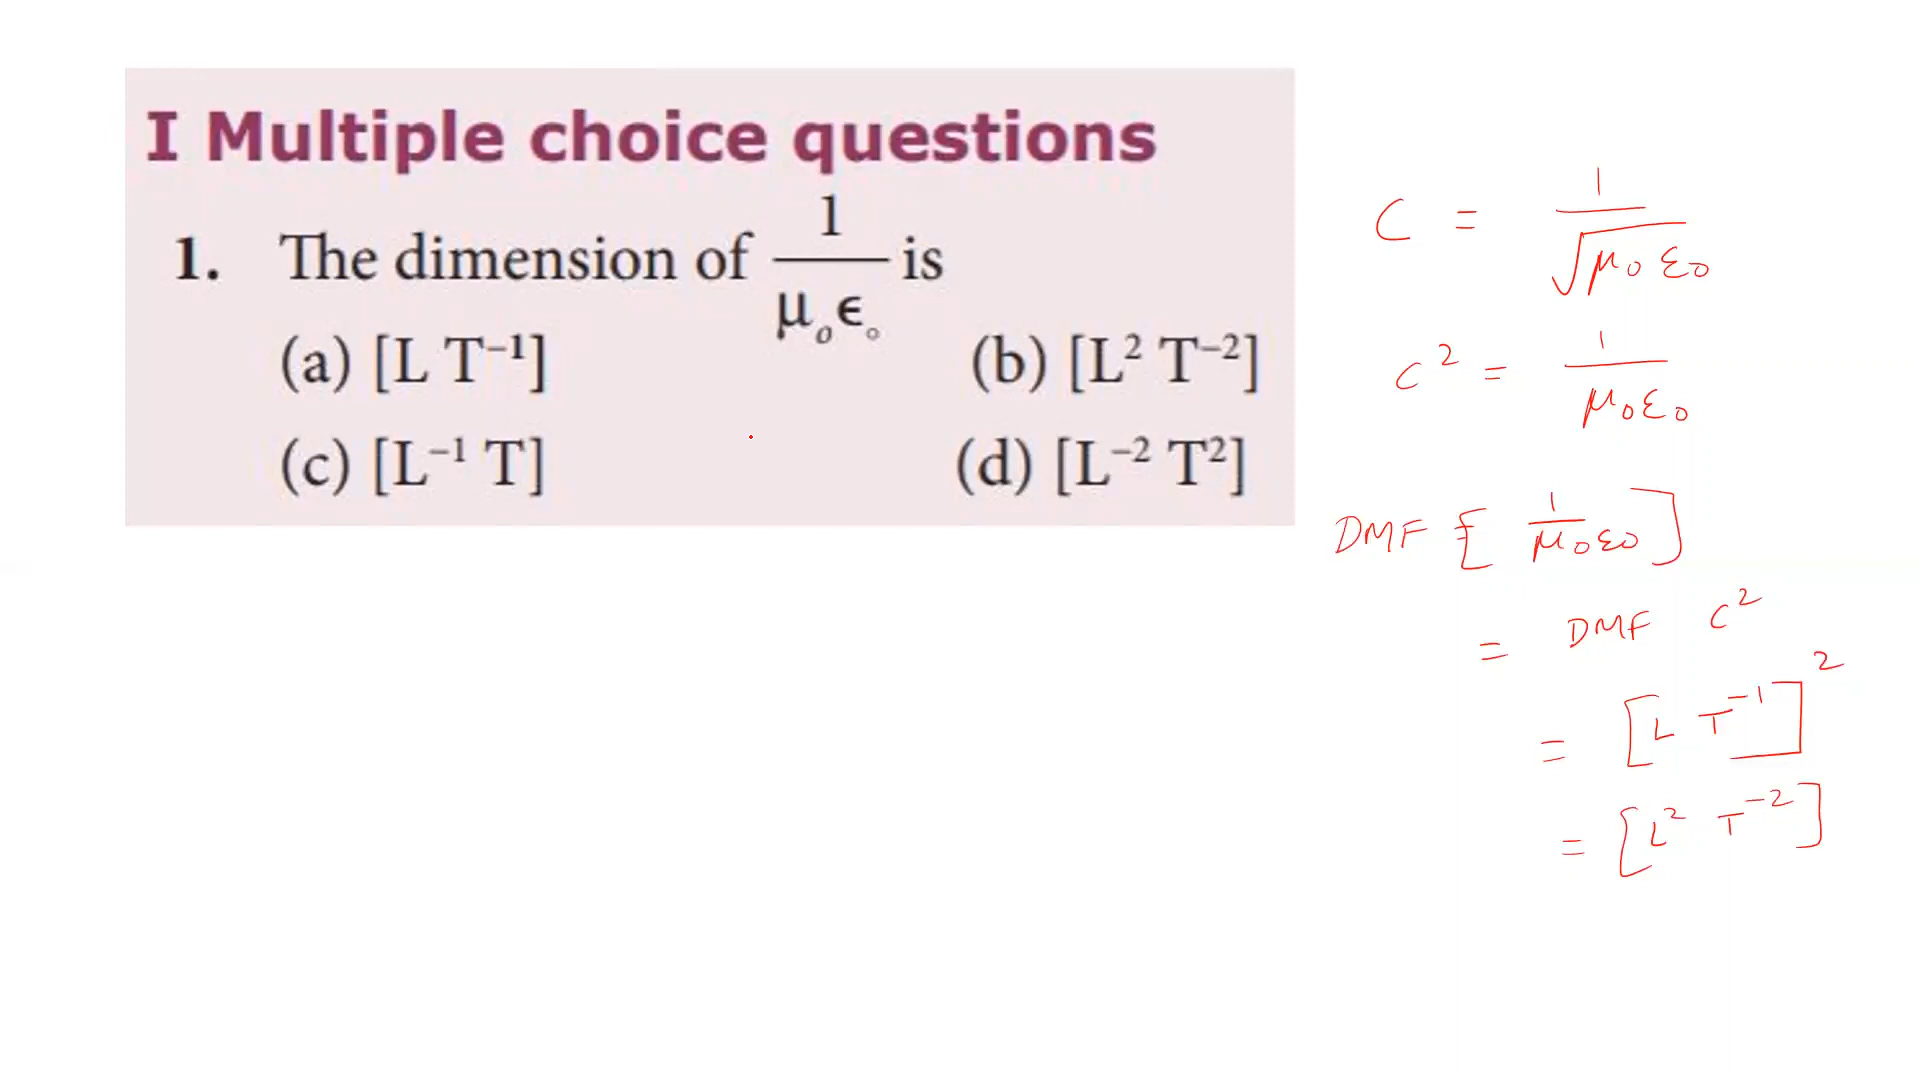 I Multiple choice questions
1. The dimension of 1/μ₀ϵ₀ is
(a) [L T⁻¹] (b) [L² T⁻²]
(c) [L⁻¹ T] (d) [L⁻² T²]
C = 1/√μ₀ε₀
C² = 1/μ₀ε₀
DMF [1/μ₀ε₀]
= DMF C²
= [L T⁻¹]²
= [L² T⁻²]